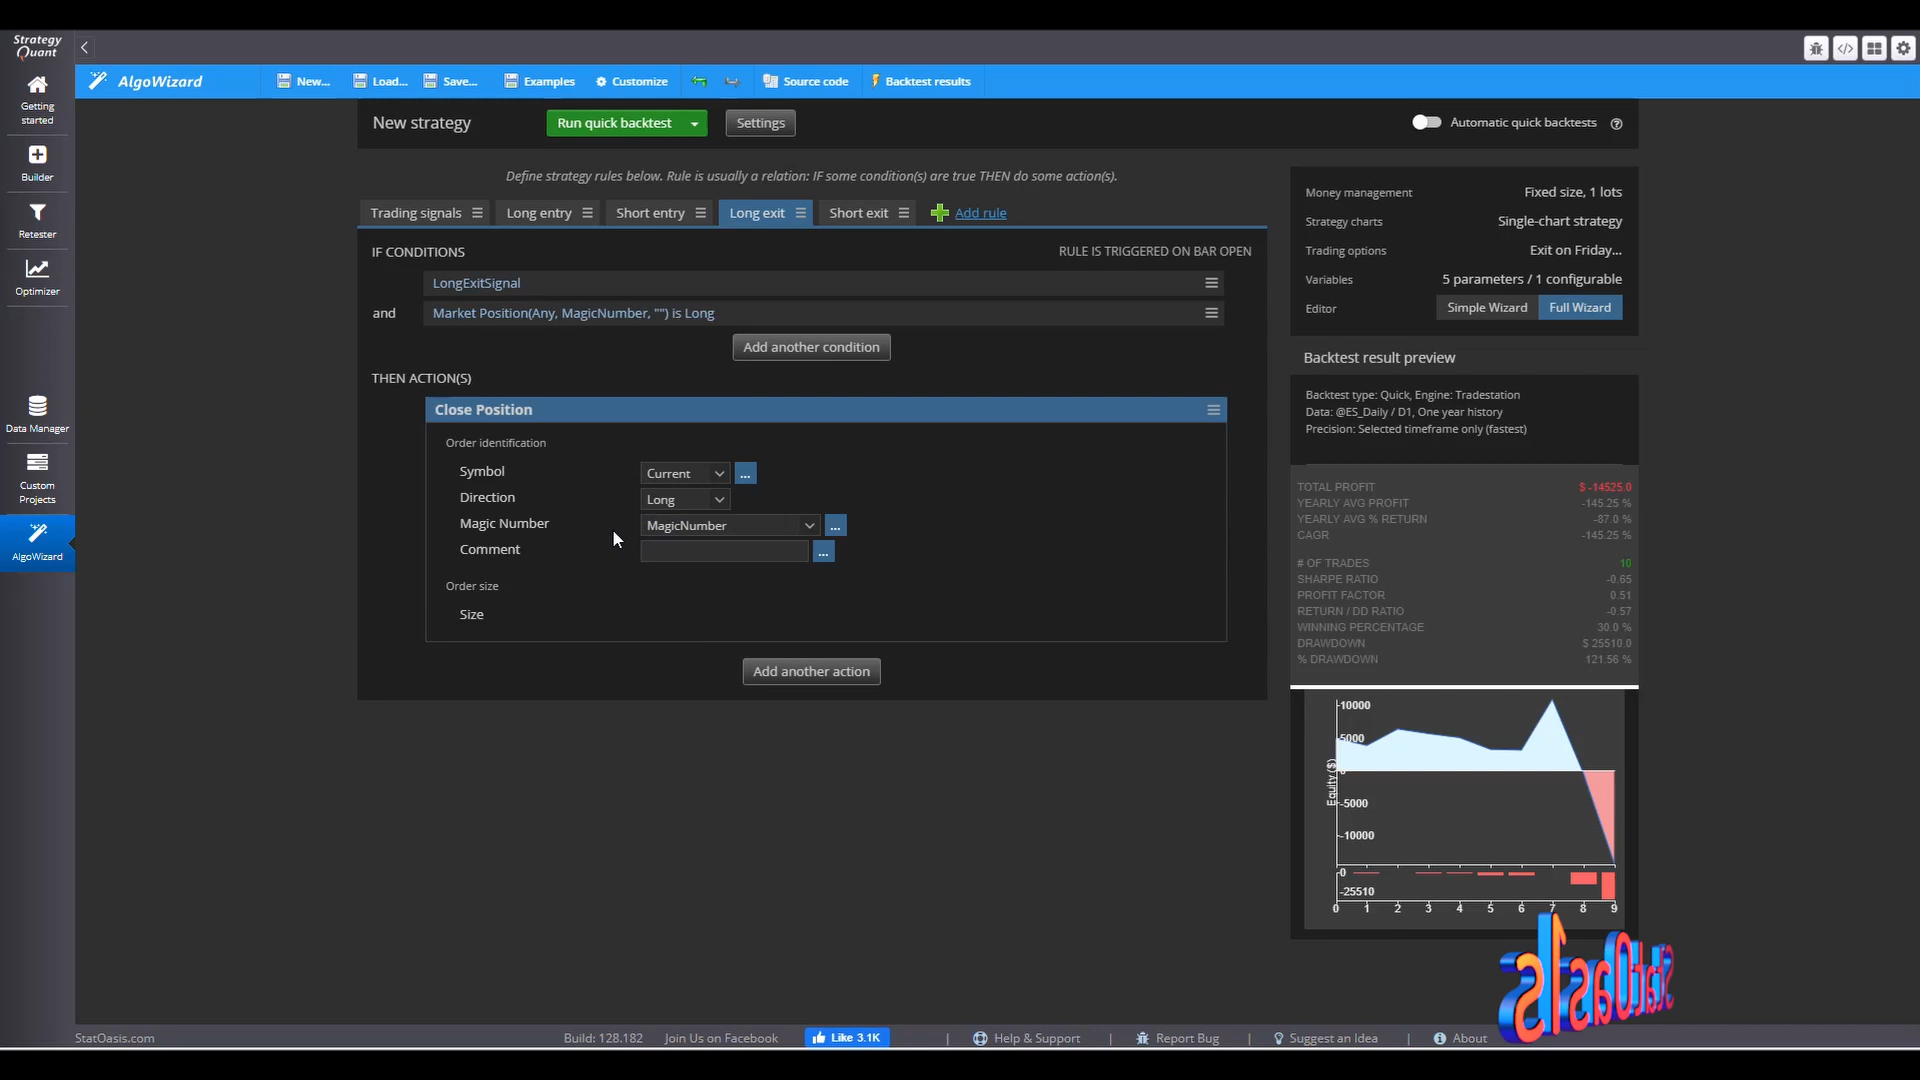 Strategy
Quant
AlgoWizard
New...
Load...
Save...
Examples
Customize
Source code
Backtest results
Getting
started
Builder
Retester
Optimizer
Data Manager
Custom
Projects
AlgoWizard
New strategy
Run quick backtest
Settings
Automatic quick backtests
Define strategy rules below. Rule is usually a relation: IF some condition(s) are true THEN do some action(s).
Trading signals
Long entry
Short entry
Long exit
Short exit
Add rule
IF CONDITIONS
RULE IS TRIGGERED ON BAR OPEN
LongExitSignal
and
Market Position(Any, MagicNumber, "") is Long
Add another condition
THEN ACTION(S)
Close Position
Order identification
Symbol
Current
...
Direction
Long
Magic Number
MagicNumber
...
Comment
...
Order size
Size
Add another action
Money management
Fixed size, 1 lots
Strategy charts
Single-chart strategy
Trading options
Exit on Friday...
Variables
5 parameters / 1 configurable
Editor
Simple Wizard
Full Wizard
Backtest result preview
Backtest type: Quick, Engine: Tradestation
Data: @ES_Daily / D1, One year history
Precision: Selected timeframe only (fastest)
TOTAL PROFIT
$ -14525.0
YEARLY AVG PROFIT
-145.25 %
YEARLY AVG % RETURN
-87.0 %
CAGR
-145.25 %
# OF TRADES
10
SHARPE RATIO
-0.65
PROFIT FACTOR
0.51
RETURN / DD RATIO
-0.57
WINNING PERCENTAGE
30.0 %
DRAWDOWN
$ 25510.0
% DRAWDOWN
121.56 %
10000
5000
0
-5000
-10000
Equity ($)
0
-25510
0 1 2 3 4 5 6 7 8 9
StatOasis
StatOasis.com
Build: 128.182
Join Us on Facebook
Like 3.1K
Help & Support
Report Bug
Suggest an Idea
About